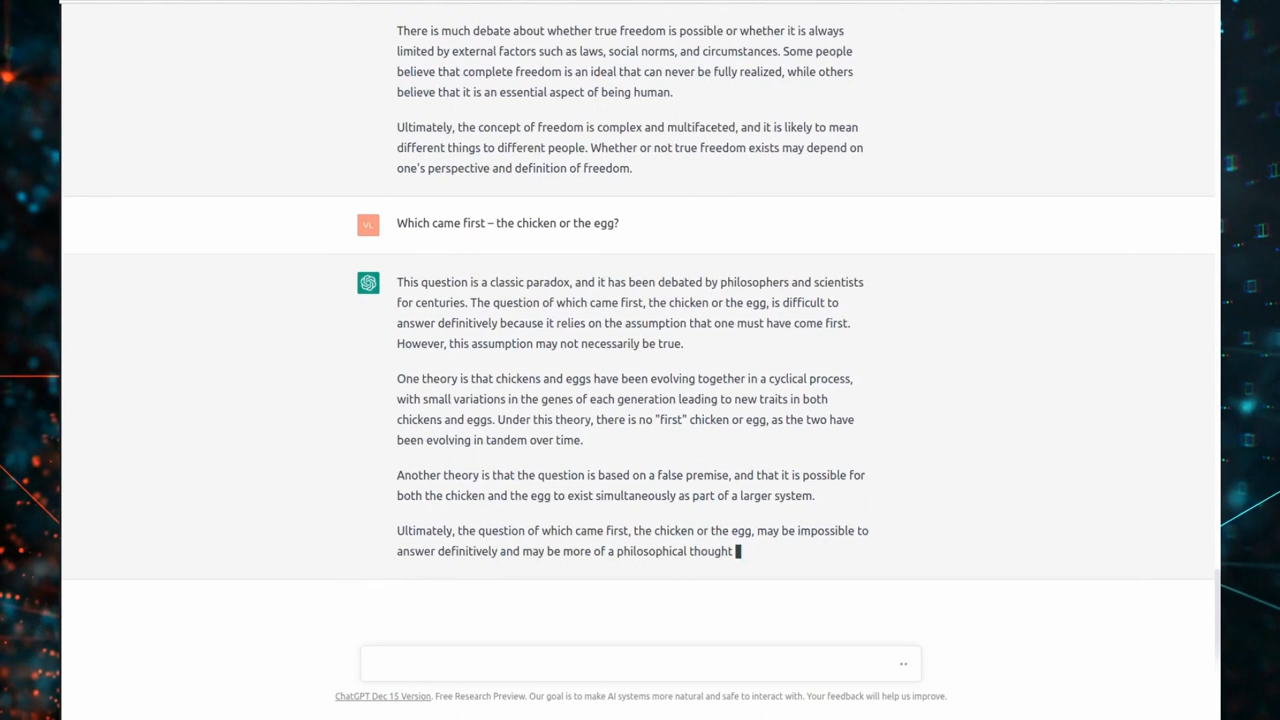 There is much debate about whether true freedom is possible or whether it is always
limited by external factors such as laws, social norms, and circumstances. Some people
believe that complete freedom is an ideal that can never be fully realized, while others
believe that it is an essential aspect of being human.
Ultimately, the concept of freedom is complex and multifaceted, and it is likely to mean
different things to different people. Whether or not true freedom exists may depend on
one's perspective and definition of freedom.
VL
Which came first – the chicken or the egg?
This question is a classic paradox, and it has been debated by philosophers and scientists
for centuries. The question of which came first, the chicken or the egg, is difficult to
answer definitively because it relies on the assumption that one must have come first.
However, this assumption may not necessarily be true.
One theory is that chickens and eggs have been evolving together in a cyclical process,
with small variations in the genes of each generation leading to new traits in both
chickens and eggs. Under this theory, there is no "first" chicken or egg, as the two have
been evolving in tandem over time.
Another theory is that the question is based on a false premise, and that it is possible for
both the chicken and the egg to exist simultaneously as part of a larger system.
Ultimately, the question of which came first, the chicken or the egg, may be impossible to
answer definitively and may be more of a philosophical thought
ChatGPT Dec 15 Version. Free Research Preview. Our goal is to make AI systems more natural and safe to interact with. Your feedback will help us improve.